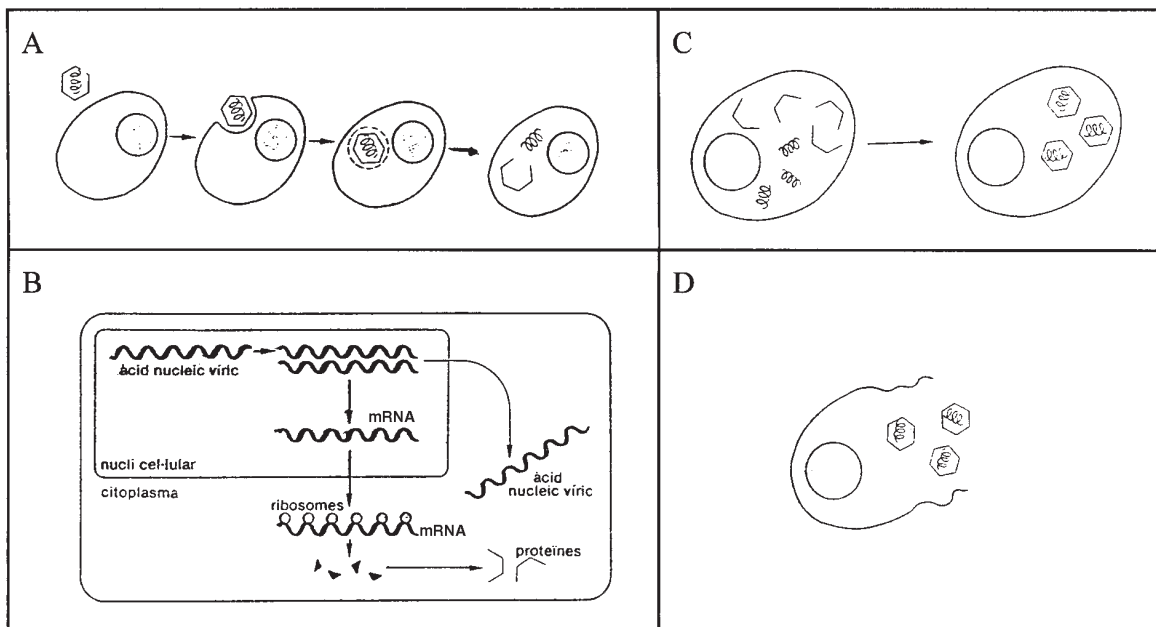 A
C
B
àcid nucleic víric
mRNA
nucli cel·lular
citoplasma
ribosomes
mRNA
àcid
nucleic víric
proteïnes
D